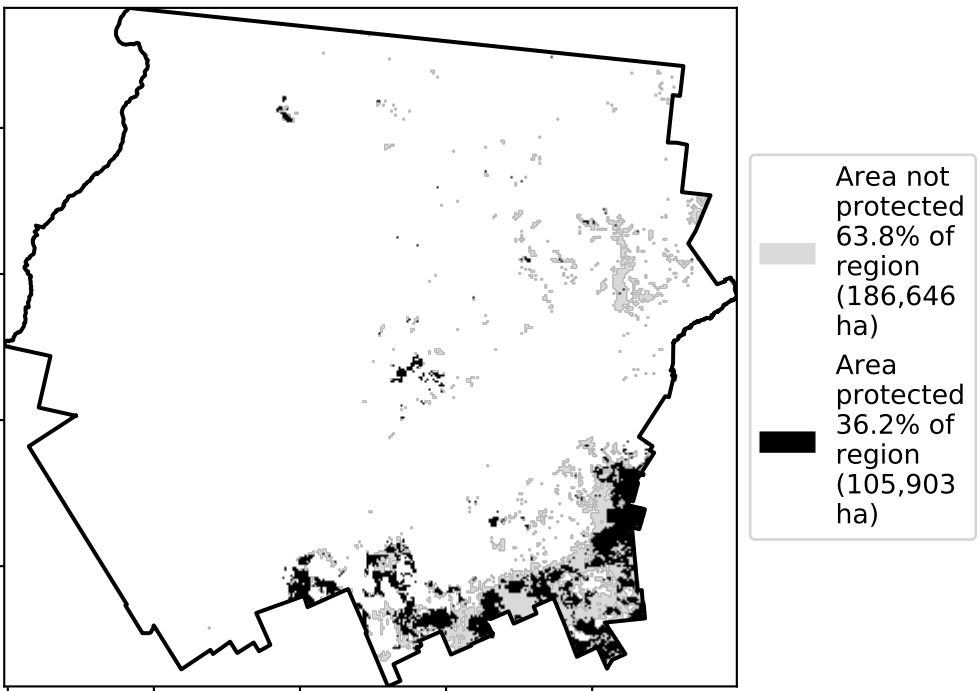 Area not
protected
63.8% of
region
(186,646
ha)
Area
protected
36.2% of
region
(105,903
ha)